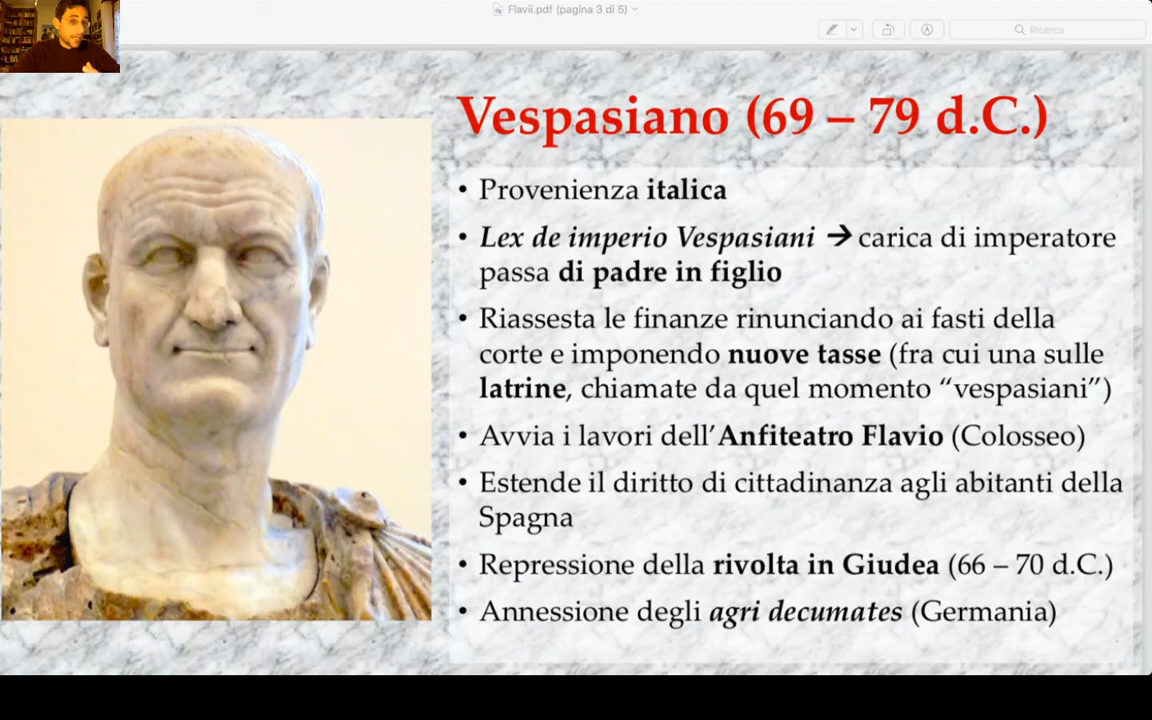 Flavii.pdf (pagina 3 di 5)
Ricerca
Vespasiano (69 – 79 d.C.)
• Provenienza italica
• Lex de imperio Vespasiani → carica di imperatore
passa di padre in figlio
• Riassesta le finanze rinunciando ai fasti della
corte e imponendo nuove tasse (fra cui una sulle
latrine, chiamate da quel momento “vespasiani”)
• Avvia i lavori dell’Anfiteatro Flavio (Colosseo)
• Estende il diritto di cittadinanza agli abitanti della
Spagna
• Repressione della rivolta in Giudea (66 – 70 d.C.)
• Annessione degli agri decumates (Germania)